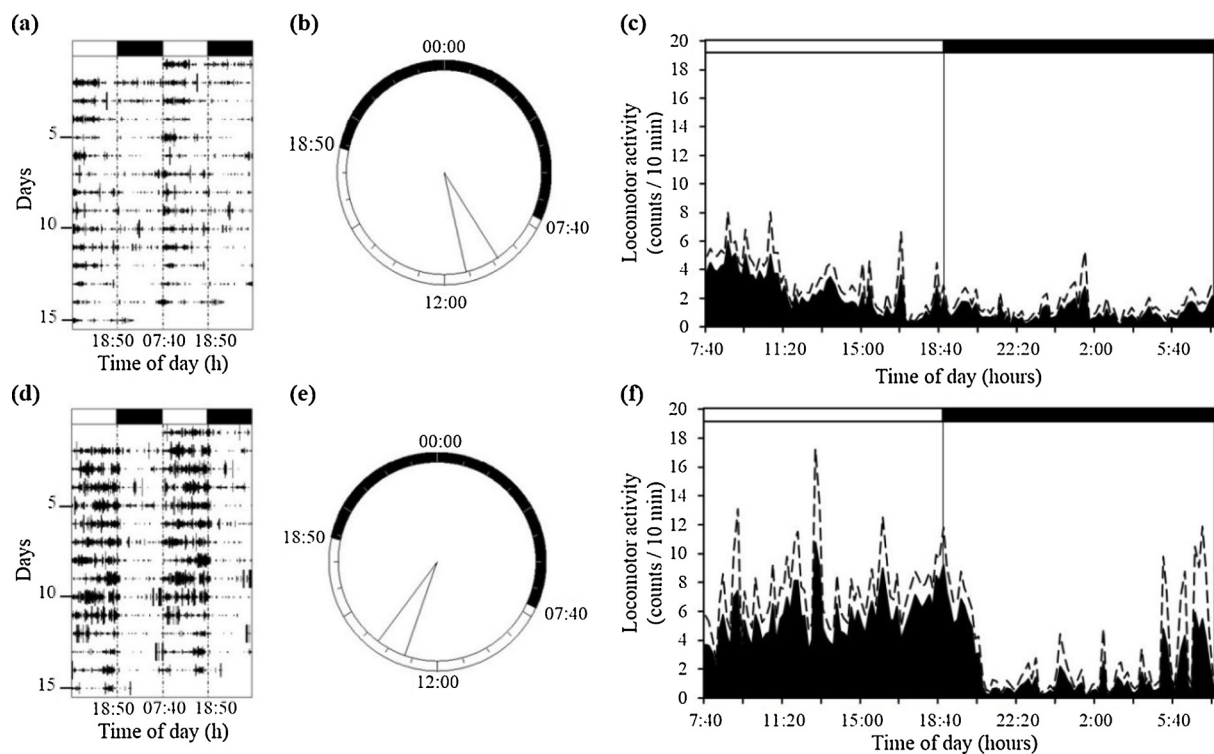 (a)
5
10
15
Days
18:50 07:40 18:50
Time of day (h)
(b)
00:00
18:50
07:40
12:00
(c)
20
18
16
14
12
10
8
6
4
2
0
Locomotor activity
(counts / 10 min)
7:40 11:20 15:00 18:40 22:20 2:00 5:40
Time of day (hours)
(d)
5
10
15
Days
18:50 07:40 18:50
Time of day (h)
(e)
00:00
18:50
07:40
12:00
(f)
20
18
16
14
12
10
8
6
4
2
0
Locomotor activity
(counts / 10 min)
7:40 11:20 15:00 18:40 22:20 2:00 5:40
Time of day (hours)